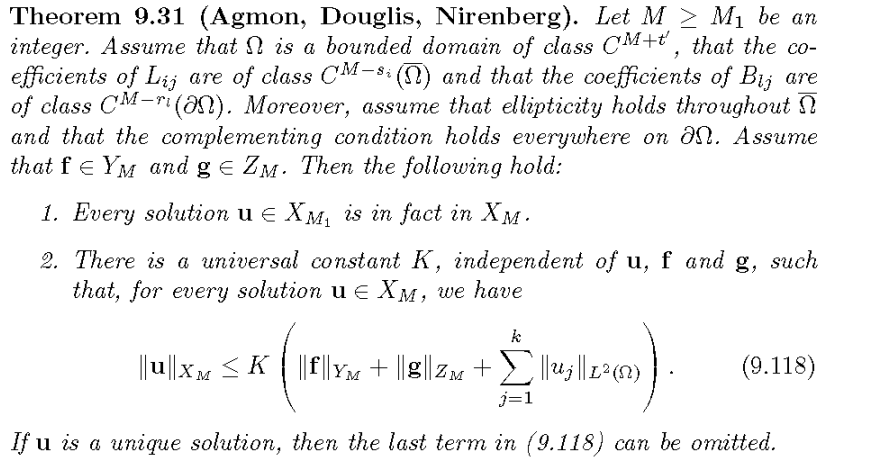 Theorem 9.31 (Agmon, Douglis, Nirenberg). Let M ≥ M₁ be an
integer. Assume that Ω is a bounded domain of class C^{M+t'}, that the co-
efficients of L_{ij} are of class C^{M−s_i}(Ω̅) and that the coefficients of B_{lj} are
of class C^{M−r_l}(∂Ω). Moreover, assume that ellipticity holds throughout Ω̅
and that the complementing condition holds everywhere on ∂Ω. Assume
that f ∈ Y_M and g ∈ Z_M. Then the following hold:
1. Every solution u ∈ X_{M₁} is in fact in X_M.
2. There is a universal constant K, independent of u, f and g, such
that, for every solution u ∈ X_M, we have
‖u‖_{X_M} ≤ K ( ‖f‖_{Y_M} + ‖g‖_{Z_M} + ∑_{j=1}^{k} ‖u_j‖_{L²(Ω)} ). (9.118)
If u is a unique solution, then the last term in (9.118) can be omitted.